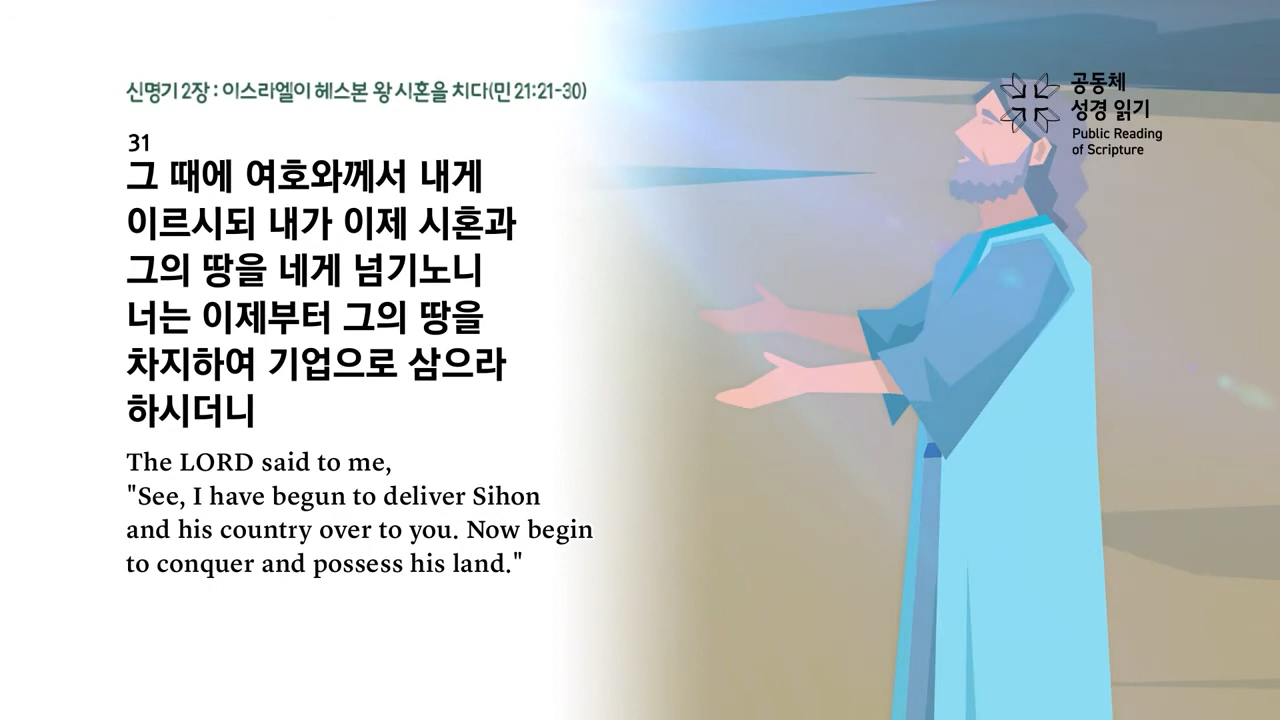 신명기 2장 : 이스라엘이 헤스본 왕 시혼을 치다(민 21:21-30)
31
그 때에 여호와께서 내게
이르시되 내가 이제 시혼과
그의 땅을 네게 넘기노니
너는 이제부터 그의 땅을
차지하여 기업으로 삼으라
하시더니
The LORD said to me,
"See, I have begun to deliver Sihon
and his country over to you. Now begin
to conquer and possess his land."
공동체
성경 읽기
Public Reading
of Scripture